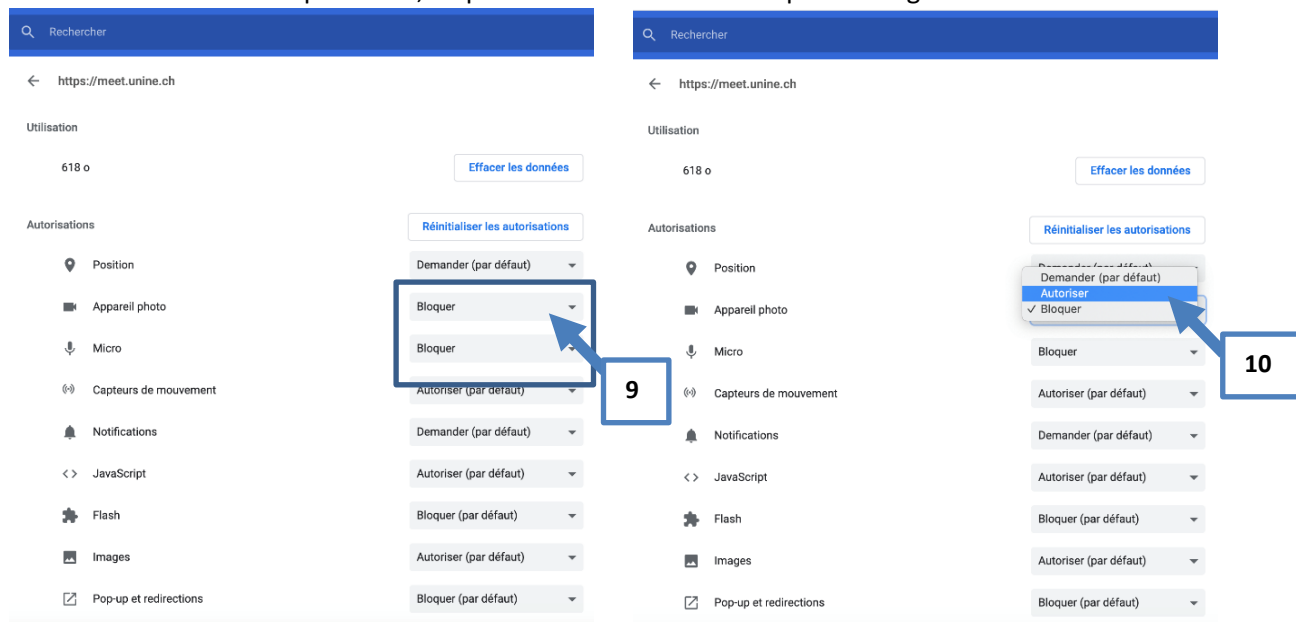 Rechercher
https://meet.unine.ch
Utilisation
618 o
Effacer les données
Autorisations
Réinitialiser les autorisations
Position
Demander (par défaut)
Appareil photo
Bloquer
Micro
Bloquer
Capteurs de mouvement
Autoriser (par défaut)
Notifications
Demander (par défaut)
JavaScript
Autoriser (par défaut)
Flash
Bloquer (par défaut)
Images
Autoriser (par défaut)
Pop-up et redirections
Bloquer (par défaut)
9
Rechercher
https://meet.unine.ch
Utilisation
618 o
Effacer les données
Autorisations
Réinitialiser les autorisations
Position
Demander (par défaut)
Autoriser
✓ Bloquer
Appareil photo
Micro
Bloquer
Capteurs de mouvement
Autoriser (par défaut)
Notifications
Demander (par défaut)
JavaScript
Autoriser (par défaut)
Flash
Bloquer (par défaut)
Images
Autoriser (par défaut)
Pop-up et redirections
Bloquer (par défaut)
10